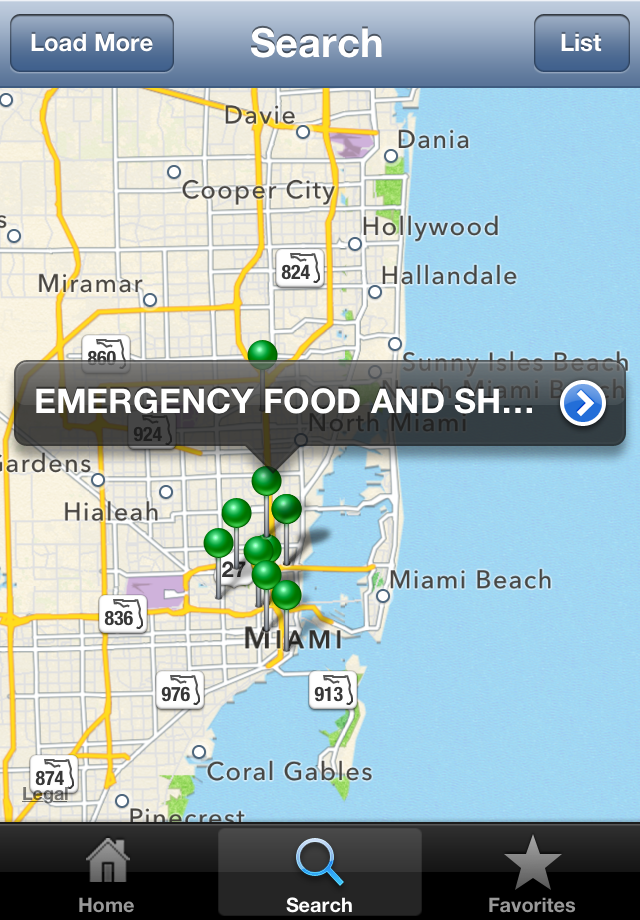 Load More
Search
List
Davie
Dania
Cooper City
Hollywood
824
Hallandale
Miramar
860
Sunny Isles Beach
North Miami Beach
EMERGENCY FOOD AND SH...
924
North Miami
Gardens
Hialeah
27
Miami Beach
836
MIAMI
976
913
874
Coral Gables
Legal
Pinecrest
Home
Search
Favorites